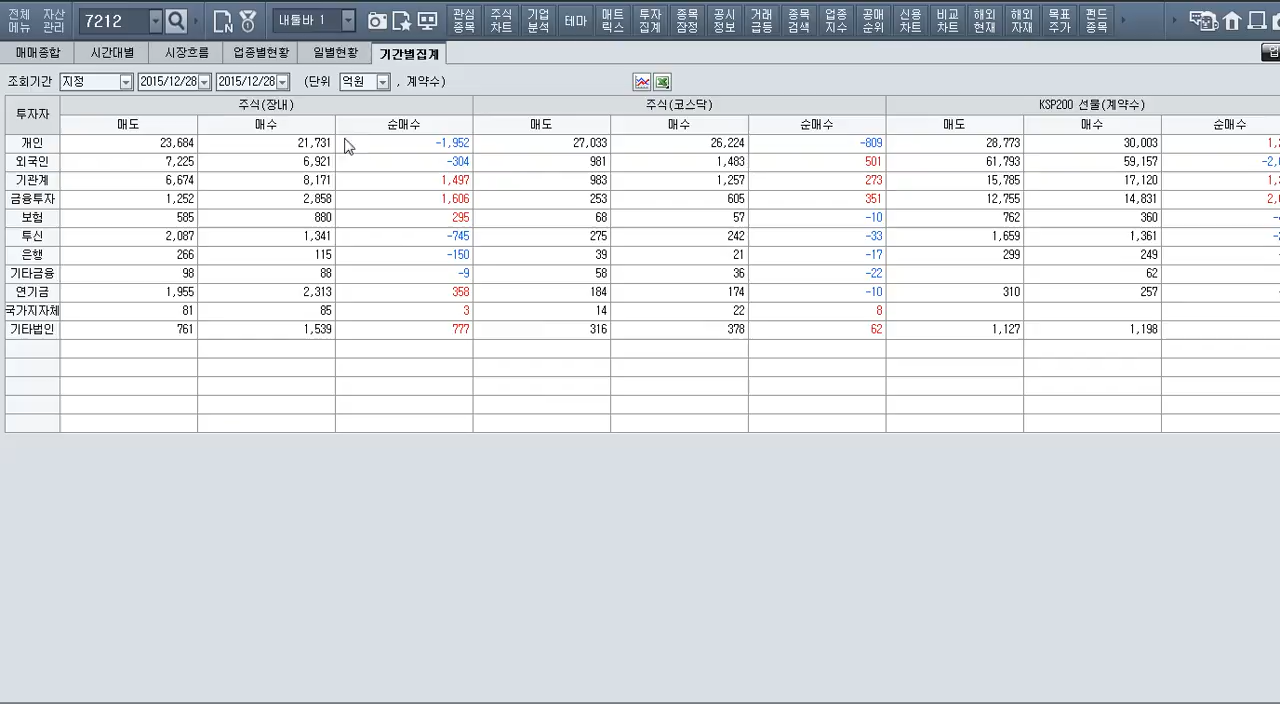 전체 자산 7212 내툴바 1 관심 주식 기업 테마 매트 투자 종목 공시 거래 종목 업종 공매 신용 비교 해외 해외 목표 펀드
메뉴 관리 N 종목 차트 분석 릭스 집계 잠정 정보 급등 검색 지수 순위 차트 차트 현재 자재 주가 종목
매매종합 시간대별 시장흐름 업종별현황 일별현황 기간별집계 업
조회기간 지정 2015/12/28 2015/12/28 (단위 억원 , 계약수)
투자자 주식(장내) 주식(코스닥) KSP200 선물(계약수)
매도 매수 순매수 매도 매수 순매수 매도 매수 순매수
개인 23,684 21,731 -1,952 27,033 26,224 -809 28,773 30,003
외국인 7,225 6,921 -304 981 1,483 501 61,793 59,157
기관계 6,674 8,171 1,497 983 1,257 273 15,785 17,120
금융투자 1,252 2,858 1,606 253 605 351 12,755 14,831
보험 585 880 295 68 57 -10 762 360
투신 2,087 1,341 -745 275 242 -33 1,659 1,361
은행 266 115 -150 39 21 -17 299 249
기타금융 98 88 -9 58 36 -22 62
연기금 1,955 2,313 358 184 174 -10 310 257
국가지자체 81 85 3 14 22 8
기타법인 761 1,539 777 316 378 62 1,127 1,198